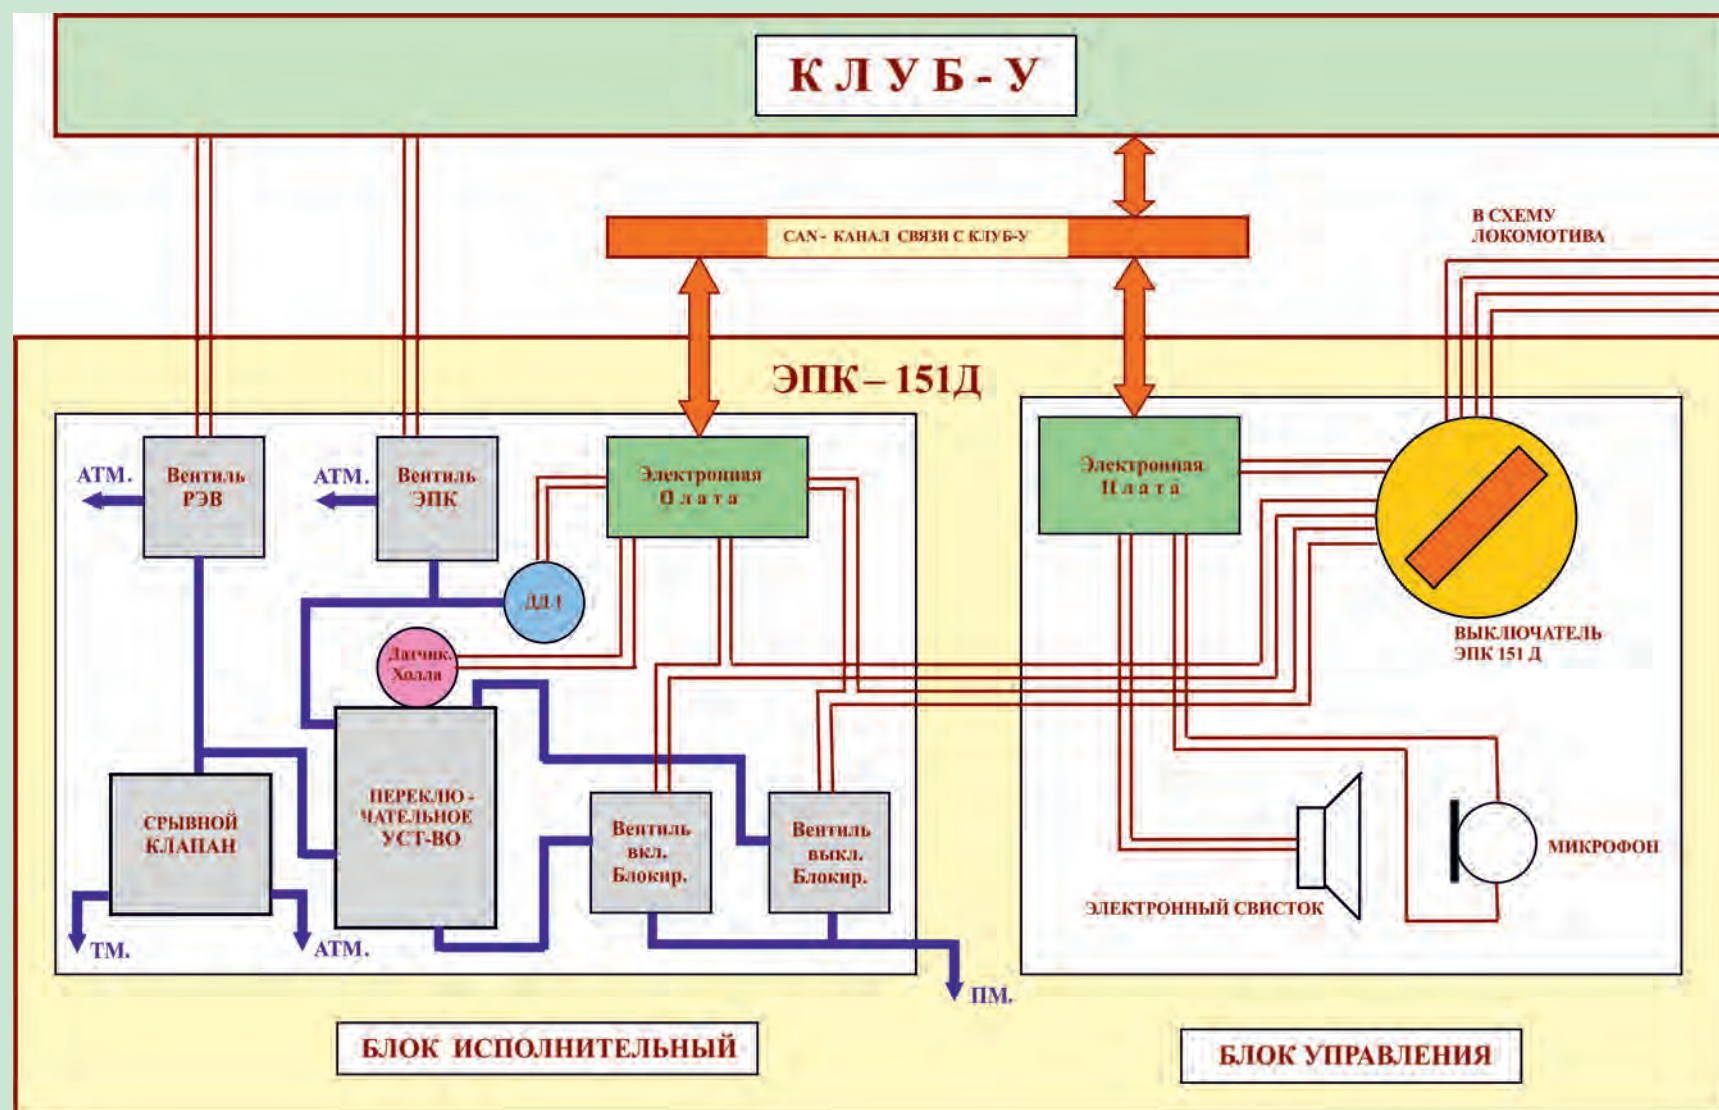 КЛУБ-У
CAN - КАНАЛ СВЯЗИ С КЛУБ-У
В СХЕМУ
ЛОКОМОТИВА
ЭПК – 151Д
АТМ.
Вентиль
РЭВ
АТМ.
Вентиль
ЭПК
Электронная
Плата
Электронная
Плата
ДД-1
Датчик.
Холла
ВЫКЛЮЧАТЕЛЬ
ЭПК 151 Д
СРЫВНОЙ
КЛАПАН
ПЕРЕКЛЮ -
ЧАТЕЛЬНОЕ
УСТ-ВО
Вентиль
вкл.
Блокир.
Вентиль
выкл.
Блокир.
МИКРОФОН
ЭЛЕКТРОННЫЙ СВИСТОК
ТМ.
АТМ.
ПМ.
БЛОК ИСПОЛНИТЕЛЬНЫЙ
БЛОК УПРАВЛЕНИЯ